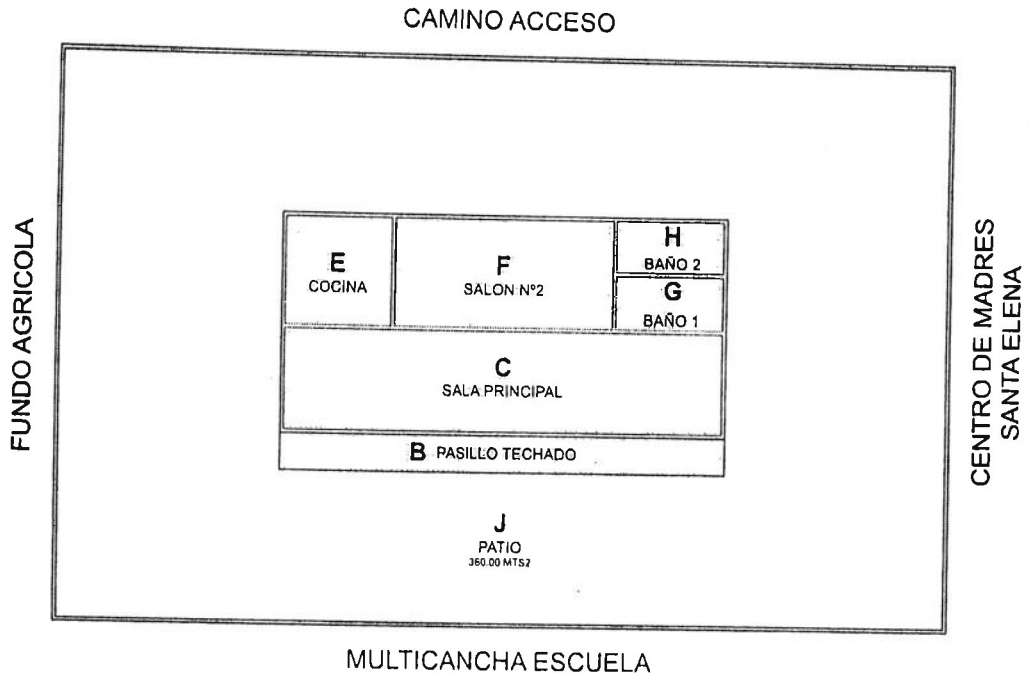 CAMINO ACCESO
FUNDO AGRICOLA
E
COCINA
F
SALON Nº2
H
BAÑO 2
G
BAÑO 1
C
SALA PRINCIPAL
B PASILLO TECHADO
J
PATIO
360.00 MTS2
CENTRO DE MADRES
SANTA ELENA
MULTICANCHA ESCUELA